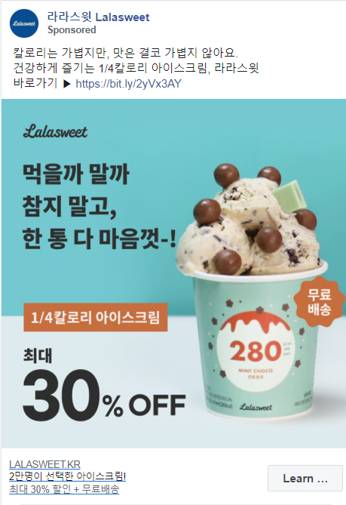 라라스윗 Lalasweet
Sponsored
칼로리는 가볍지만, 맛은 결코 가볍지 않아요.
건강하게 즐기는 1/4칼로리 아이스크림, 라라스윗
바로가기 ▶ https://bit.ly/2yVx3AY
Lalasweet
먹을까 말까
참지 말고,
한 통 다 마음껏-!
1/4칼로리 아이스크림
무료
배송
최대
30% OFF
280
MINT CHOCO
Lalasweet
LALASWEET.KR
2만명이 선택한 아이스크림!
최대 30% 할인 + 무료배송
Learn ...